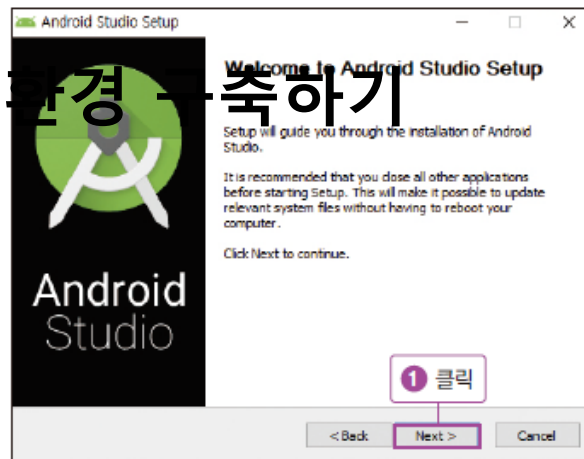 Android Studio Setup
환경 구축하기
Welcome to Android Studio Setup
Setup will guide you through the installation of Android
Studio.
It is recommended that you close all other applications
before starting Setup. This will make it possible to update
relevant system files without having to reboot your
computer.
Click Next to continue.
Android
Studio
1 클릭
< Back
Next >
Cancel